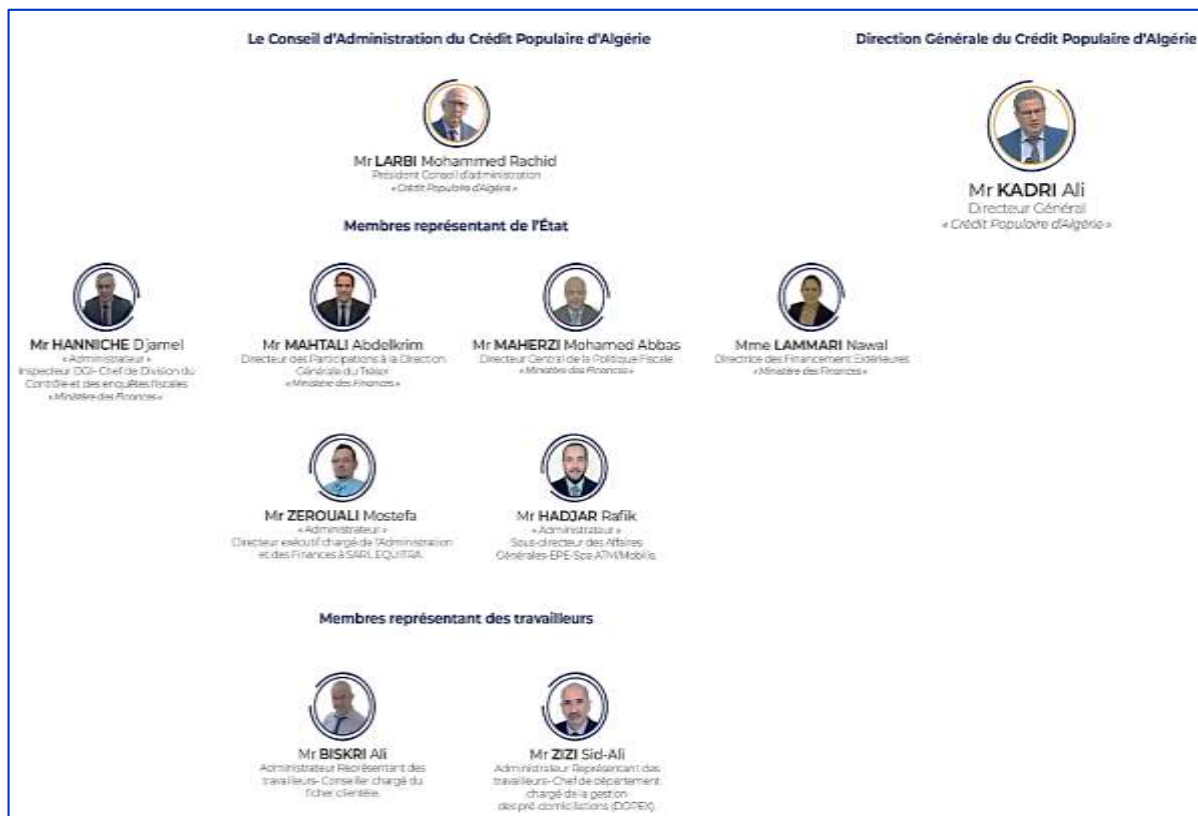 Le Conseil d'Administration du Crédit Populaire d'Algérie
Direction Générale du Crédit Populaire d'Algérie
Mr LARBI Mohammed Rachid
Président Conseil d'administration
« Crédit Populaire d'Algérie »
Mr KADRI Ali
Directeur Général
« Crédit Populaire d'Algérie »
Membres représentant de l'État
Mr HANNICHE Djamel
« Administrateur »
Inspecteur DGI- Chef de Division du
Contrôle et des enquêtes fiscales
« Ministère des Finances »
Mr MAHTALI Abdelkrim
Directeur des Participations à la Direction
Générale du Trésor
« Ministère des Finances »
Mr MAHERZI Mohamed Abbas
Directeur Central de la Politique Fiscale
« Ministère des Finances »
Mme LAMMARI Nawal
Directrice des Financement Extérieures
« Ministère des Finances »
Mr ZEROUALI Mostefa
« Administrateur »
Directeur exécutif chargé de l'Administration
et des Finances à SARL EQUITRA.
Mr HADJAR Rafik
« Administrateur »
Sous-directeur des Affaires
Générales-EPE-Spa ATM/Mobilis.
Membres représentant des travailleurs
Mr BISKRI Ali
Administrateur Représentant des
travailleurs- Conseiller chargé du
ficher clientèle.
Mr ZIZI Sid-Ali
Administrateur Représentant des
travailleurs- Chef de département
chargé de la gestion
des pré-domiciliations (DOPEX).